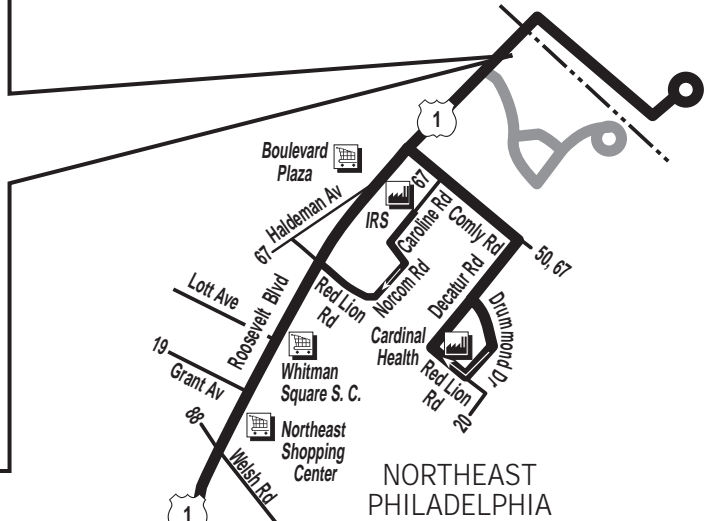 1
Boulevard
Plaza
67
IRS
Haldeman Av
67
Caroline Rd
Comly Rd
50, 67
Norcom Rd
Decatur Rd
Lott Ave
Roosevelt Blvd
Red Lion
Rd
Drummond Dr
Cardinal
Health
19
Grant Av
Whitman
Square S. C.
Red Lion
Rd
20
88
Northeast
Shopping
Center
Welsh Rd
NORTHEAST
PHILADELPHIA
1